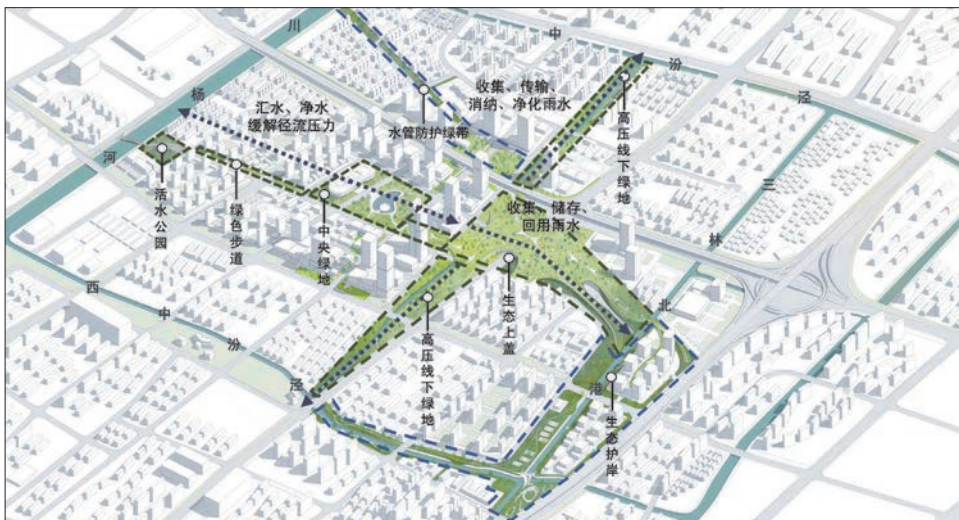 川杨河
中汾泾
三林北港
西中汾泾
汇水、净水
缓解径流压力
收集、传输、
消纳、净化雨水
水管防护绿带
高压线下绿地
收集、储存、
回用雨水
活水公园
绿色步道
中央绿地
高压线下绿地
生态上盖
生态护岸